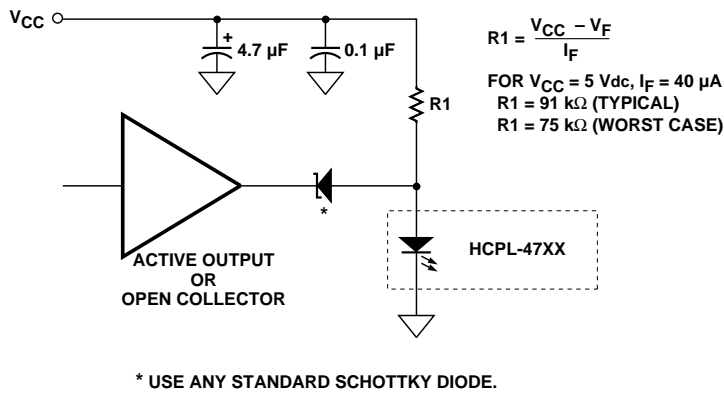 VCC
+
4.7 µF
0.1 µF
R1
R1 = VCC – VF
IF
FOR VCC = 5 Vdc, IF = 40 µA
R1 = 91 kΩ (TYPICAL)
R1 = 75 kΩ (WORST CASE)
*
HCPL-47XX
ACTIVE OUTPUT
OR
OPEN COLLECTOR
* USE ANY STANDARD SCHOTTKY DIODE.